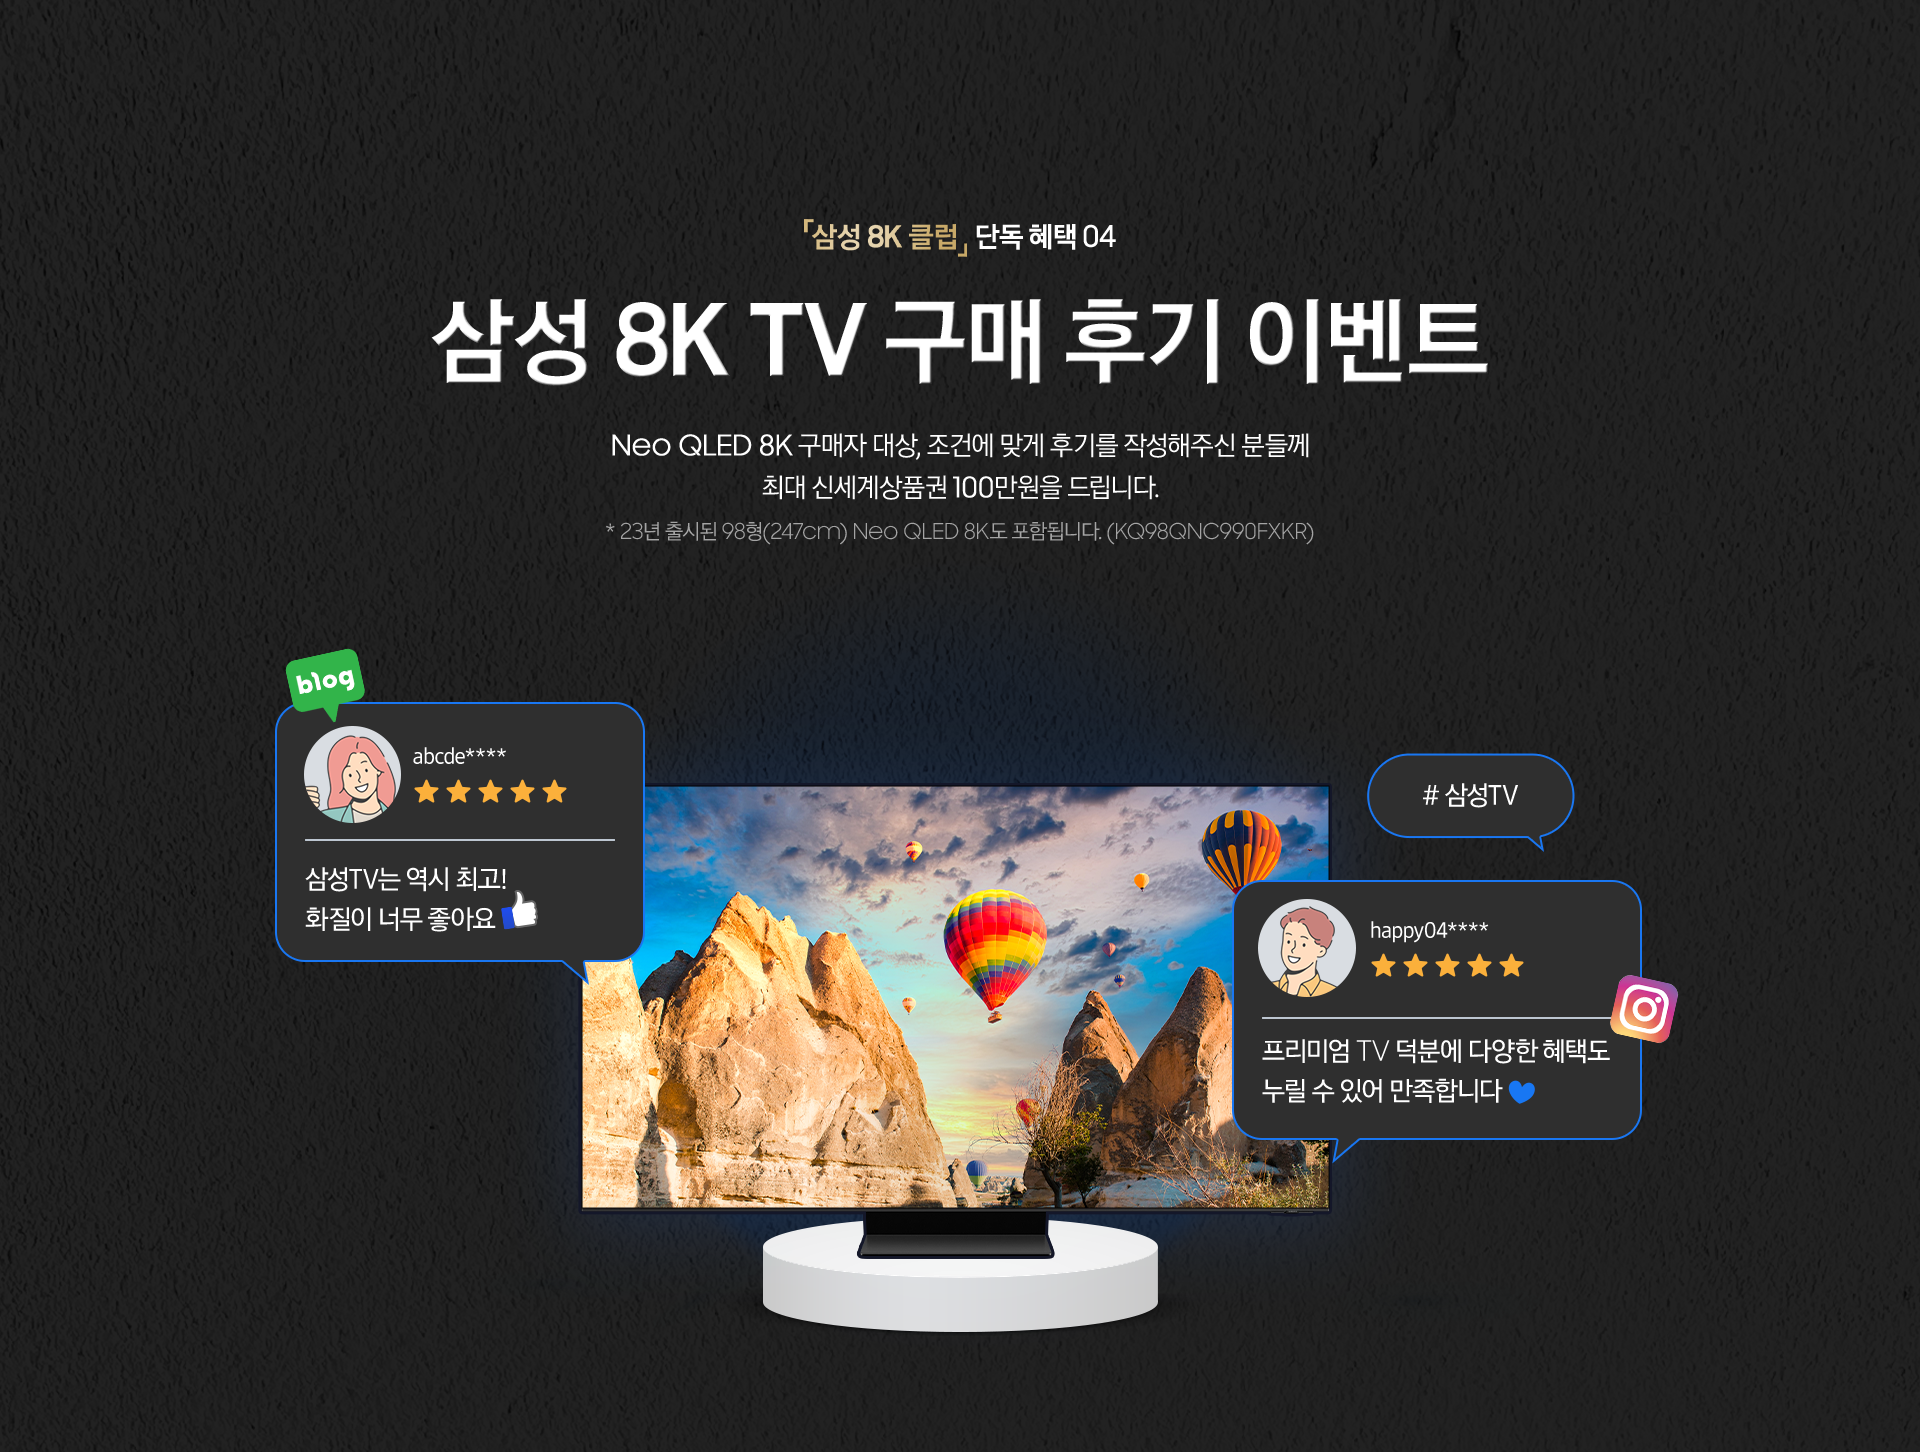 「삼성 8K 클럽」 단독 혜택 04
삼성 8K TV 구매 후기 이벤트
Neo QLED 8K 구매자 대상, 조건에 맞게 후기를 작성해주신 분들께
최대 신세계상품권 100만원을 드립니다.
* 23년 출시된 98형(247cm) Neo QLED 8K도 포함됩니다. (KQ98QNC990FXKR)
blog
abcde****
삼성TV는 역시 최고!
화질이 너무 좋아요
# 삼성TV
happy04****
프리미엄 TV 덕분에 다양한 혜택도
누릴 수 있어 만족합니다